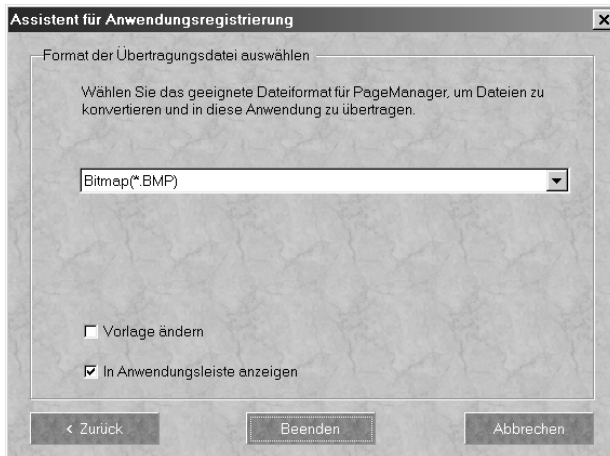 Assistent für Anwendungsregistrierung
Format der Übertragungsdatei auswählen
Wählen Sie das geeignete Dateiformat für PageManager, um Dateien zu
konvertieren und in diese Anwendung zu übertragen.
Bitmap(*.BMP)
Vorlage ändern
In Anwendungsleiste anzeigen
< Zurück
Beenden
Abbrechen